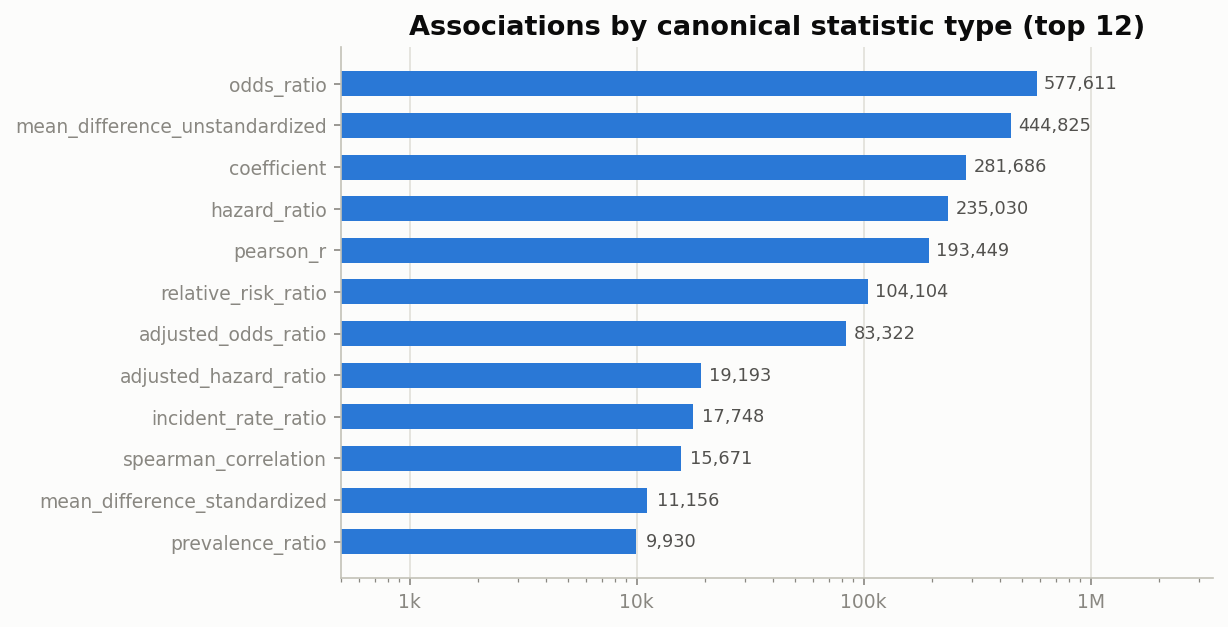 Associations by canonical statistic type (top 12)
odds_ratio 577,611
mean_difference_unstandardized 444,825
coefficient 281,686
hazard_ratio 235,030
pearson_r 193,449
relative_risk_ratio 104,104
adjusted_odds_ratio 83,322
adjusted_hazard_ratio 19,193
incident_rate_ratio 17,748
spearman_correlation 15,671
mean_difference_standardized 11,156
prevalence_ratio 9,930
1k 10k 100k 1M